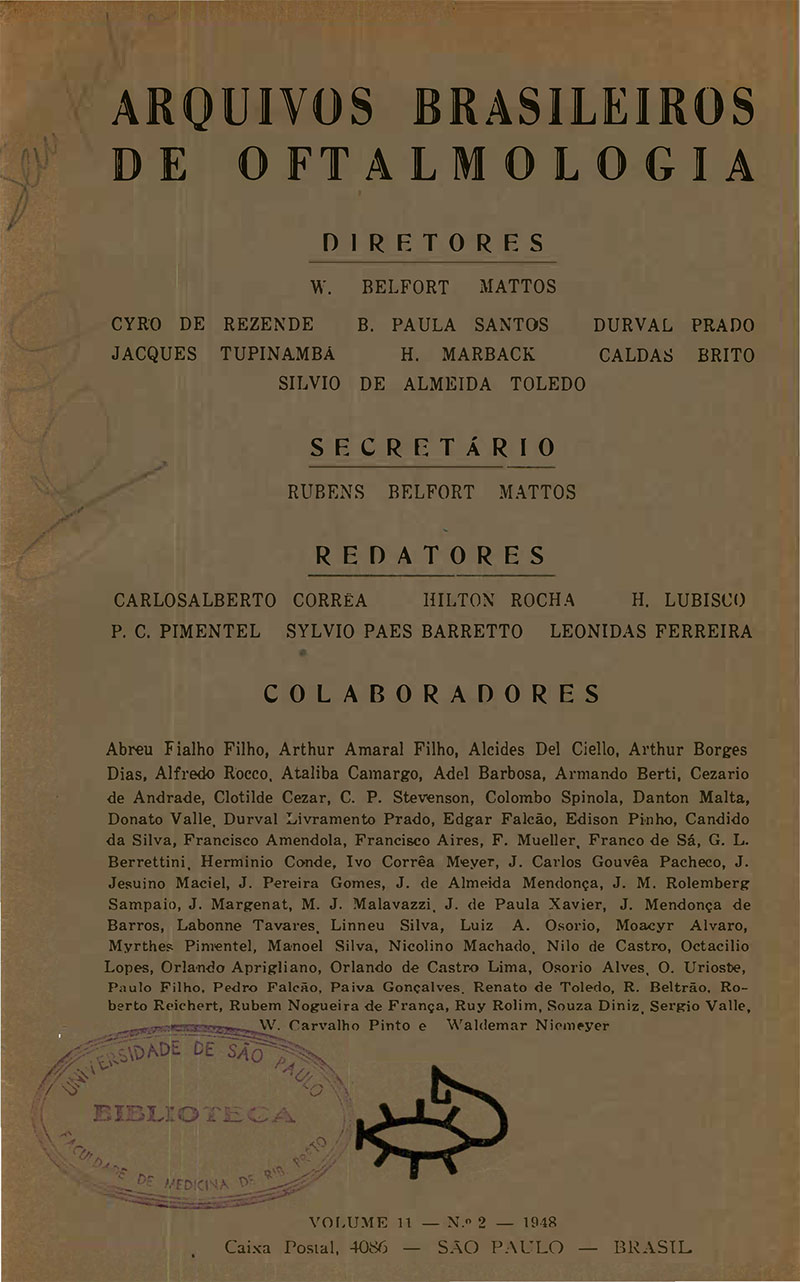 ARQUIVOS BRASILEIROS
DE OFTALMOLOGIA
DIRETORES
W. BELFORT MATTOS
CYRO DE REZENDE B. PAULA SANTOS DURVAL PRADO
JACQUES TUPINAMBÁ H. MARBACK CALDAS BRITO
SILVIO DE ALMEIDA TOLEDO
SECRETÁRIO
RUBENS BELFORT MATTOS
REDATORES
CARLOSALBERTO CORRÊA HILTON ROCHA H. LUBISCO
P. C. PIMENTEL SYLVIO PAES BARRETTO LEONIDAS FERREIRA
COLABORADORES
Abreu Fialho Filho, Arthur Amaral Filho, Alcides Del Ciello, Arthur Borges
Dias, Alfredo Rocco, Ataliba Camargo, Adel Barbosa, Armando Berti, Cezario
de Andrade, Clotilde Cezar, C. P. Stevenson, Colombo Spinola, Danton Malta,
Donato Valle, Durval Livramento Prado, Edgar Falcão, Edison Pinho, Candido
da Silva, Francisco Amendola, Francisco Aires, F. Mueller, Franco de Sá, G. L.
Berrettini, Herminio Conde, Ivo Corrêa Meyer, J. Carlos Gouvêa Pacheco, J.
Jesuino Maciel, J. Pereira Gomes, J. de Almeida Mendonça, J. M. Rolemberg
Sampaio, J. Margenat, M. J. Malavazzi, J. de Paula Xavier, J. Mendonça de
Barros, Labonne Tavares, Linneu Silva, Luiz A. Osorio, Moacyr Alvaro,
Myrthes Pimentel, Manoel Silva, Nicolino Machado, Nilo de Castro, Octacilio
Lopes, Orlando Aprigliano, Orlando de Castro Lima, Osorio Alves, O. Urioste,
Paulo Filho, Pedro Falcão, Paiva Gonçalves, Renato de Toledo, R. Beltrão, Ro-
berto Reichert, Rubem Nogueira de França, Ruy Rolim, Souza Diniz, Sergio Valle,
W. Carvalho Pinto e Waldemar Niemeyer
UNIVERSIDADE DE SÃO PAULO
BIBLIOTECA
FACULDADE DE MEDICINA DE RIB. PRETO
VOLUME 11 — N.º 2 — 1948
Caixa Postal, 4086 — SÃO PAULO — BRASIL